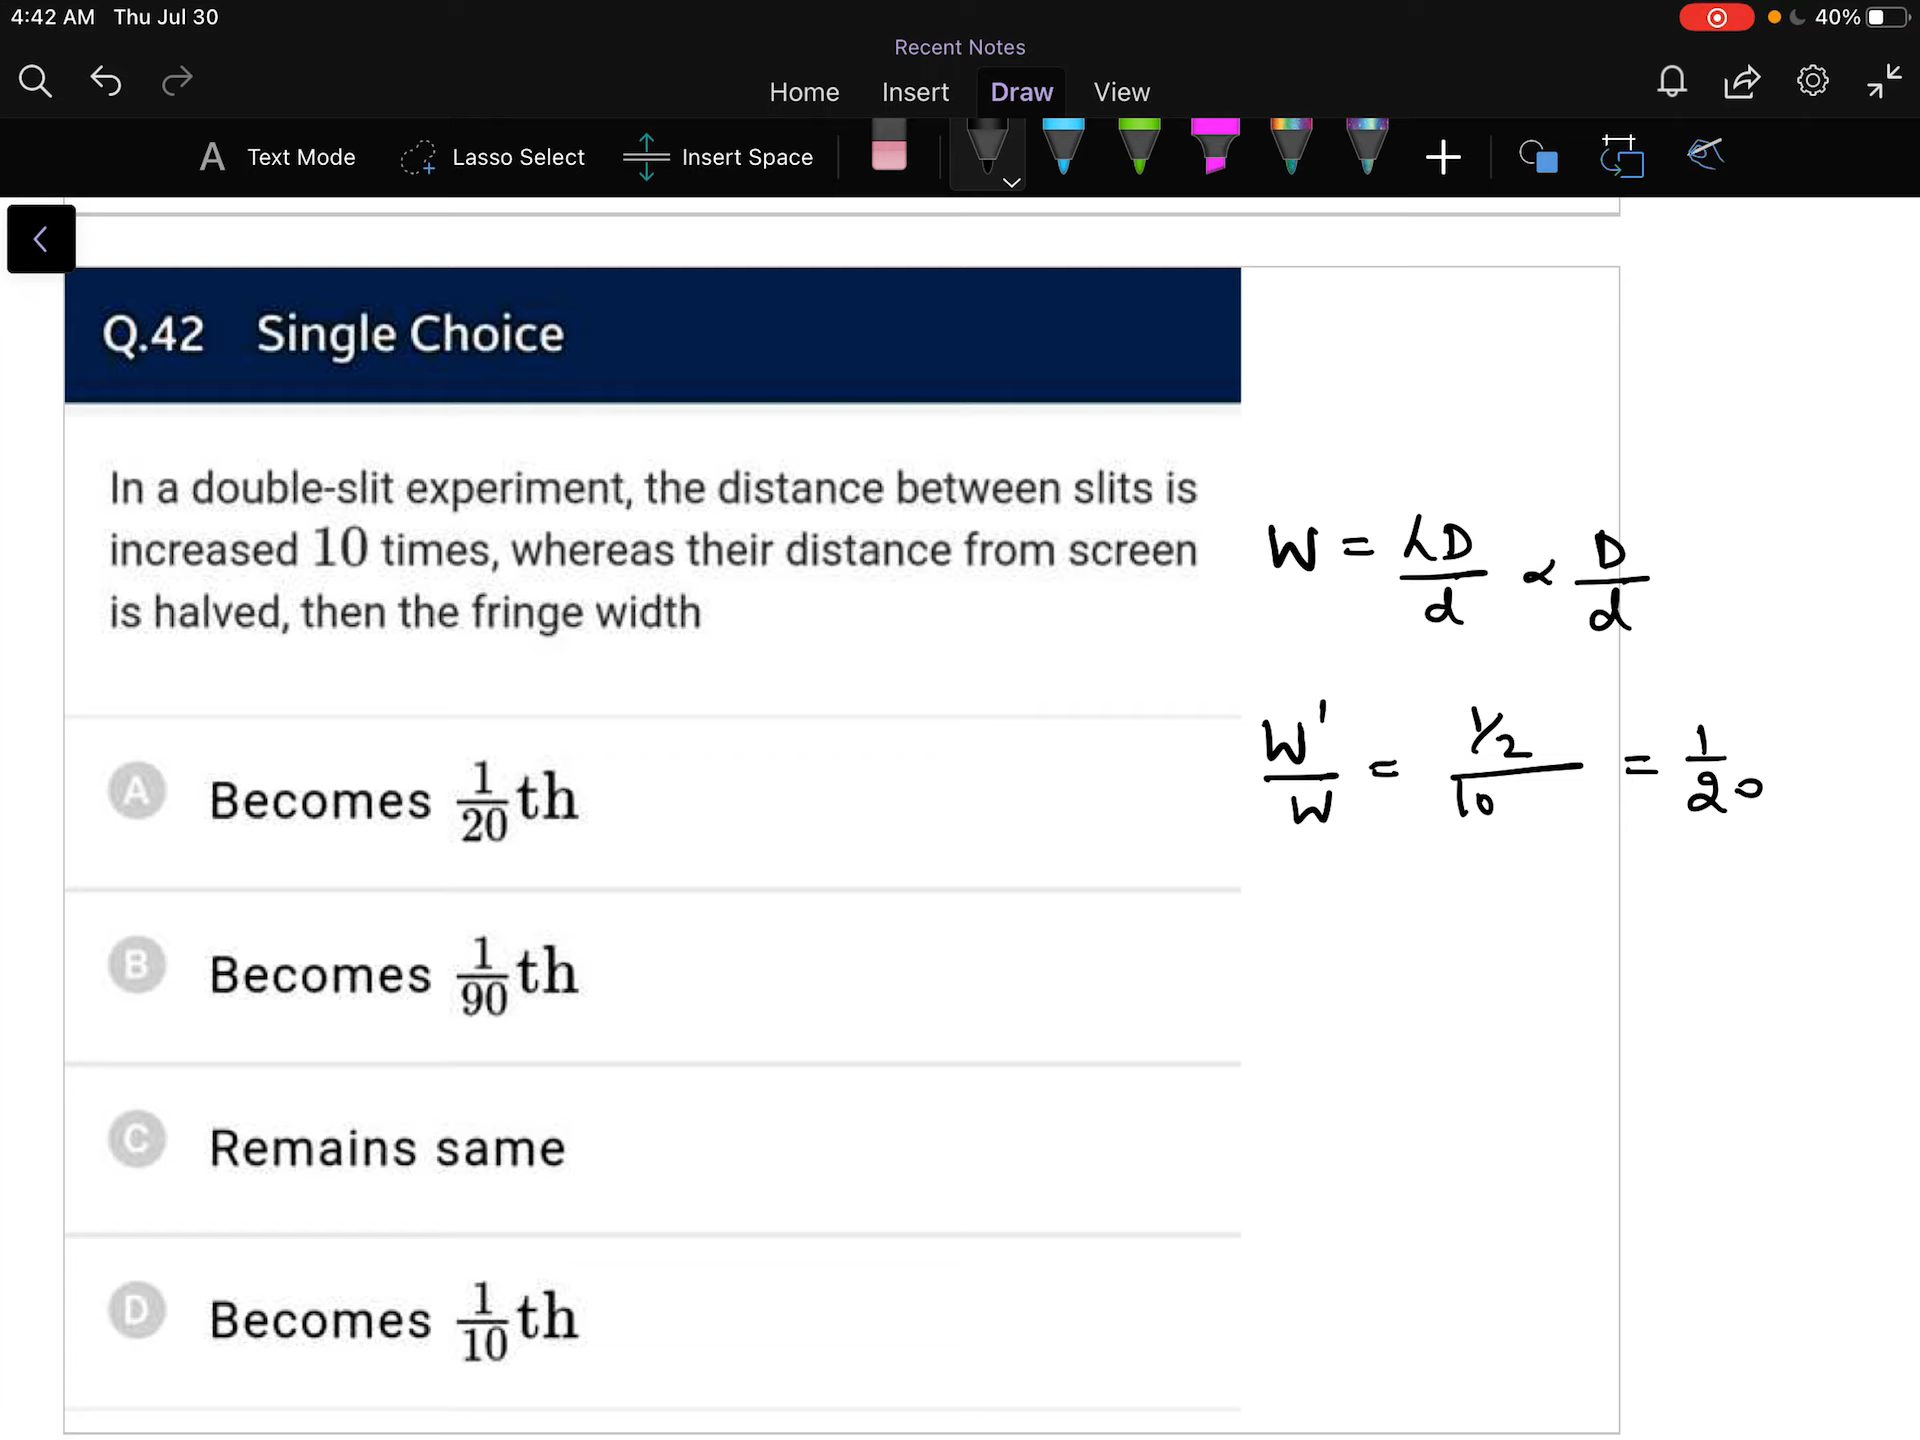 4:42 AM Thu Jul 30
40%
Recent Notes
Home Insert Draw View
A Text Mode Lasso Select Insert Space
Q.42 Single Choice
In a double-slit experiment, the distance between slits is
increased 10 times, whereas their distance from screen
is halved, then the fringe width
W = λD/d ∝ D/d
A Becomes 1/20 th
W'/W = 1/2/10 = 1/20
B Becomes 1/90 th
C Remains same
D Becomes 1/10 th